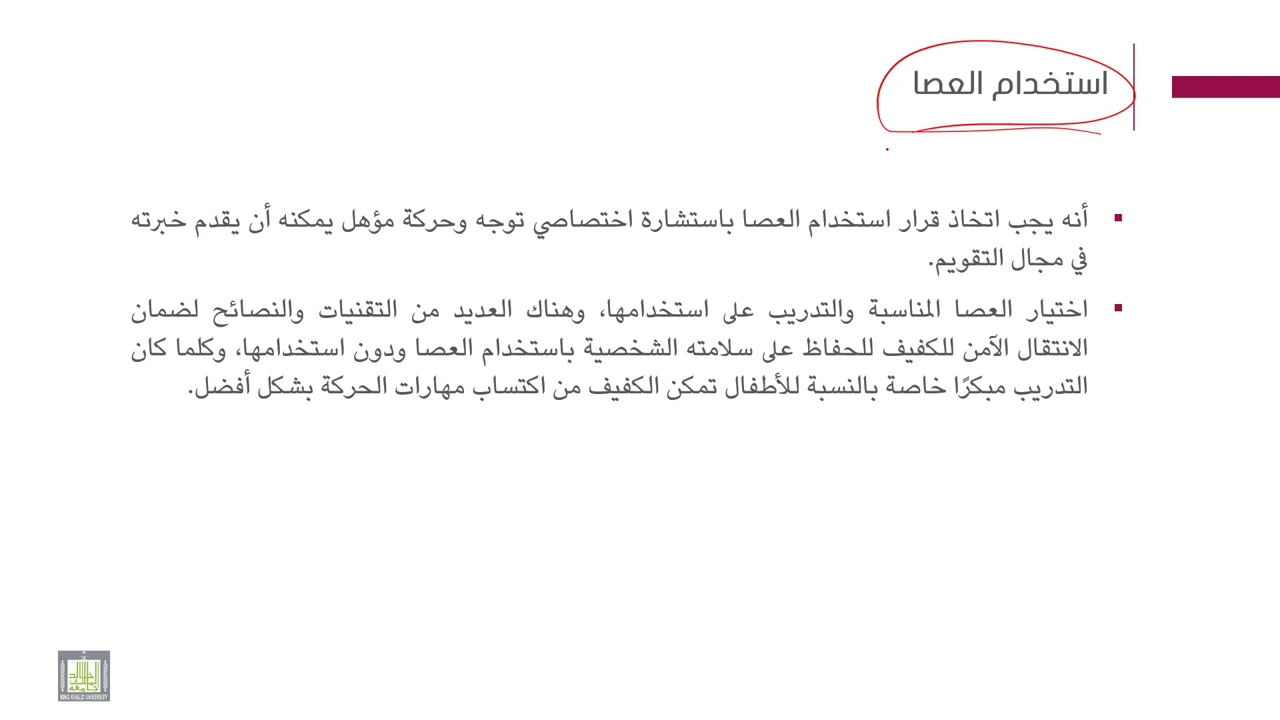 استخدام العصا
أنه يجب اتخاذ قرار استخدام العصا باستشارة اختصاصي توجه وحركة مؤهل يمكنه أن يقدم خبرته
في مجال التقويم.
اختيار العصا المناسبة والتدريب على استخدامها، وهناك العديد من التقنيات والنصائح لضمان
الانتقال الآمن للكفيف للحفاظ على سلامته الشخصية باستخدام العصا ودون استخدامها، وكلما كان
التدريب مبكرًا خاصة بالنسبة للأطفال تمكن الكفيف من اكتساب مهارات الحركة بشكل أفضل.
KING KHALID UNIVERSITY